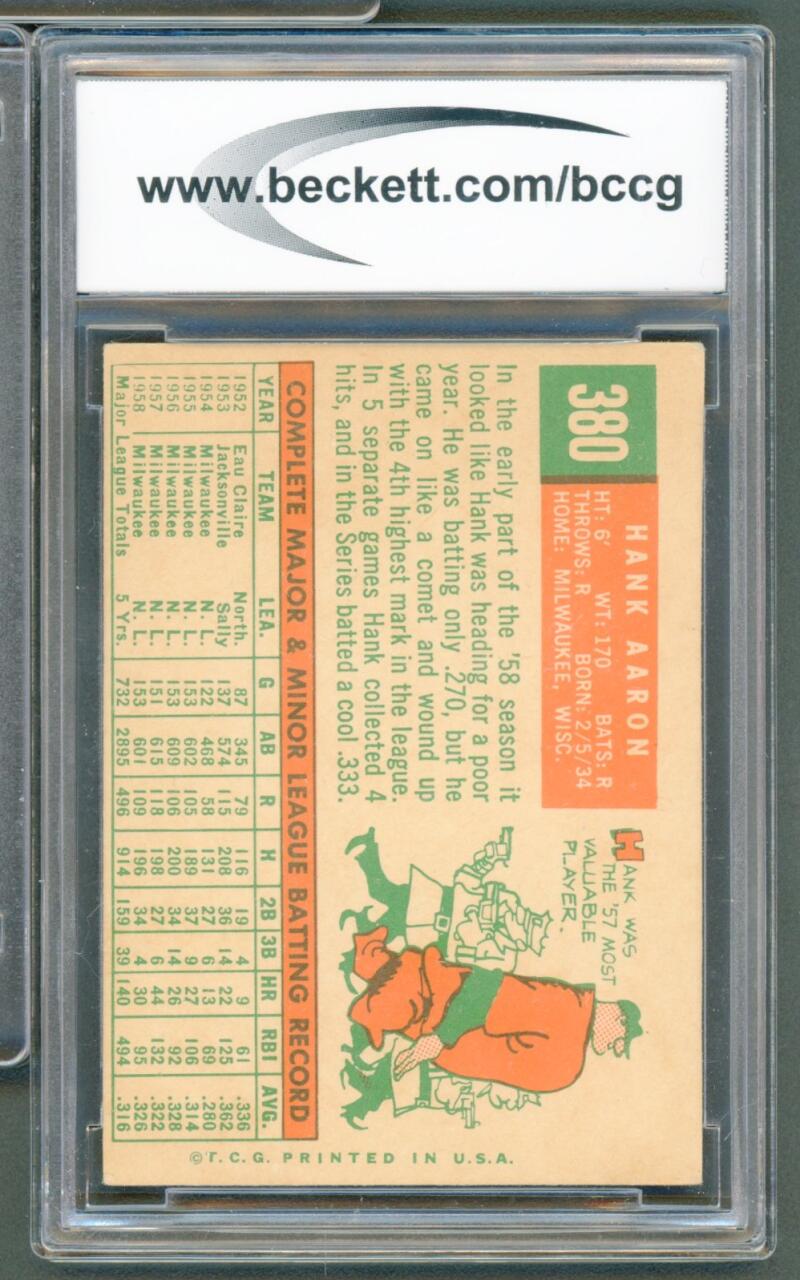 www.beckett.com/bccg
380
HANK AARON
HT: 6' WT: 170 BATS: R
THROWS: R BORN: 2/5/34
HOME: MILWAUKEE, WISC.
In the early part of the '58 season it
looked like Hank was heading for a poor
year. He was batting only .270, but he
came on like a comet and wound up
with the 4th highest mark in the league.
In 5 separate games Hank collected 4
hits, and in the Series batted a cool .333.
HANK WAS
THE '57 MOST
VALUABLE
PLAYER.
COMPLETE MAJOR & MINOR LEAGUE BATTING RECORD
YEAR TEAM LEA. G AB R H 2B 3B HR RBI AVG.
1952 Eau Claire North. 87 345 79 116 19 4 9 61 .336
1953 Jacksonville Sally 137 574 115 208 36 14 22 125 .362
1954 Milwaukee N. L. 122 468 58 131 27 6 13 69 .280
1955 Milwaukee N. L. 153 602 105 189 37 9 27 106 .314
1956 Milwaukee N. L. 153 609 106 200 34 14 26 92 .328
1957 Milwaukee N. L. 151 615 118 198 27 6 44 132 .322
1958 Milwaukee N. L. 153 601 109 196 34 4 30 95 .326
Major League Totals 5 Yrs. 732 2895 496 914 159 39 140 494 .316
© T.C.G. PRINTED IN U.S.A.